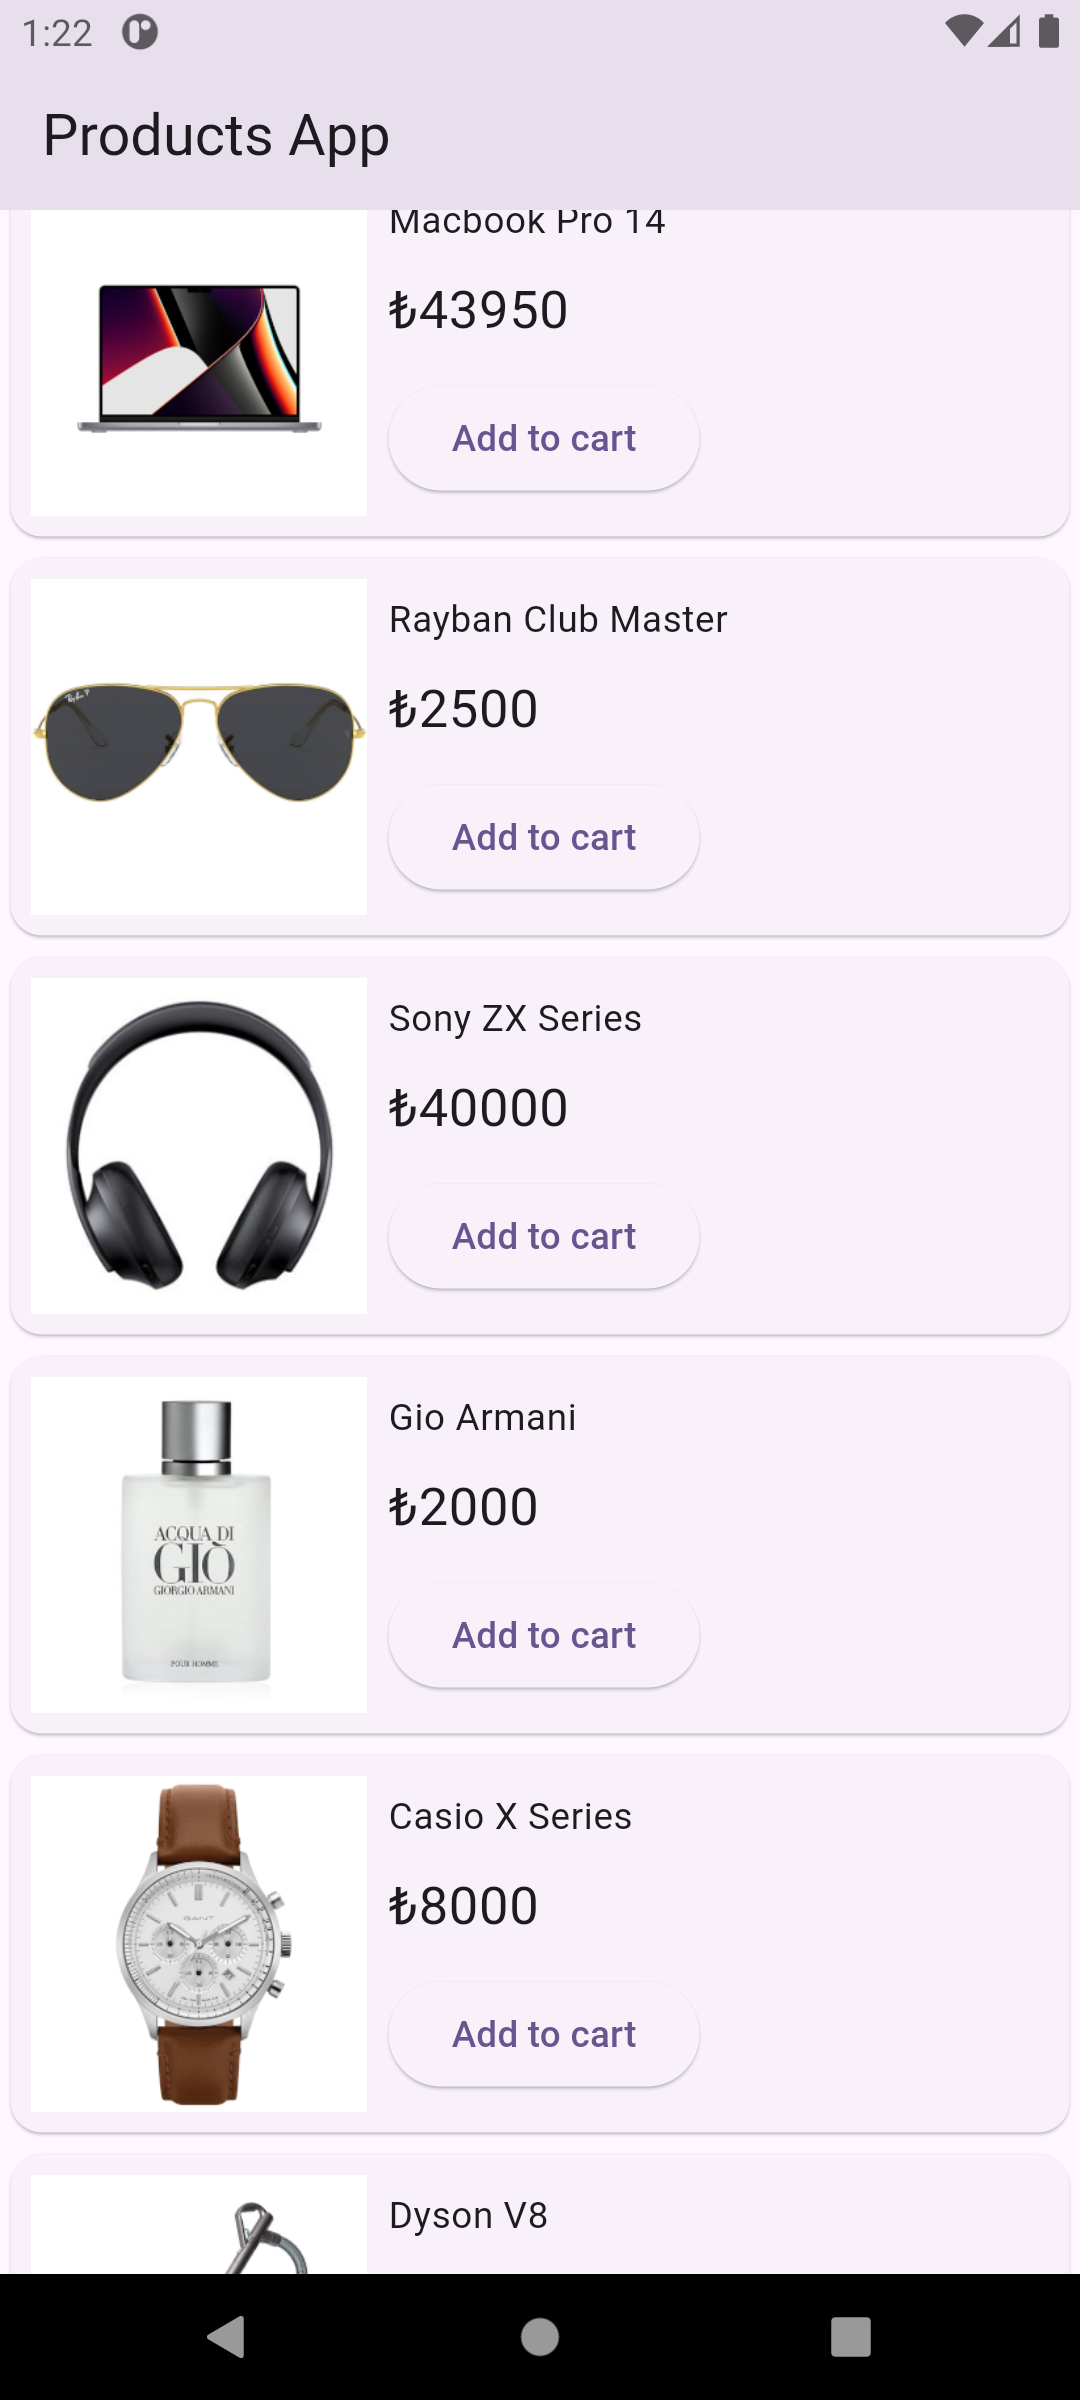 1:22
Products App
Macbook Pro 14
₺43950
Add to cart
Rayban Club Master
₺2500
Add to cart
Sony ZX Series
₺40000
Add to cart
Gio Armani
₺2000
ACQUA DI
GIÒ
GIORGIO ARMANI
POUR HOMME
Add to cart
Casio X Series
₺8000
GANT
Add to cart
Dyson V8